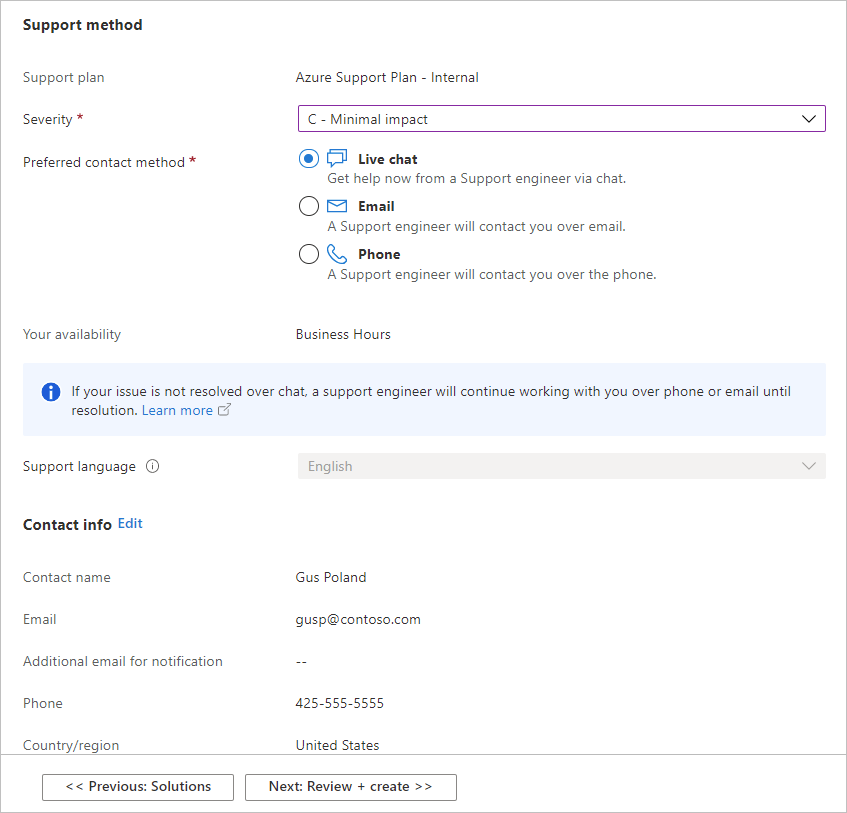 Support method
Support plan Azure Support Plan - Internal
Severity * C - Minimal impact
Preferred contact method * Live chat
Get help now from a Support engineer via chat.
Email
A Support engineer will contact you over email.
Phone
A Support engineer will contact you over the phone.
Your availability Business Hours
If your issue is not resolved over chat, a support engineer will continue working with you over phone or email until
resolution. Learn more
Support language English
Contact info Edit
Contact name Gus Poland
Email gusp@contoso.com
Additional email for notification --
Phone 425-555-5555
Country/region United States
<< Previous: Solutions Next: Review + create >>